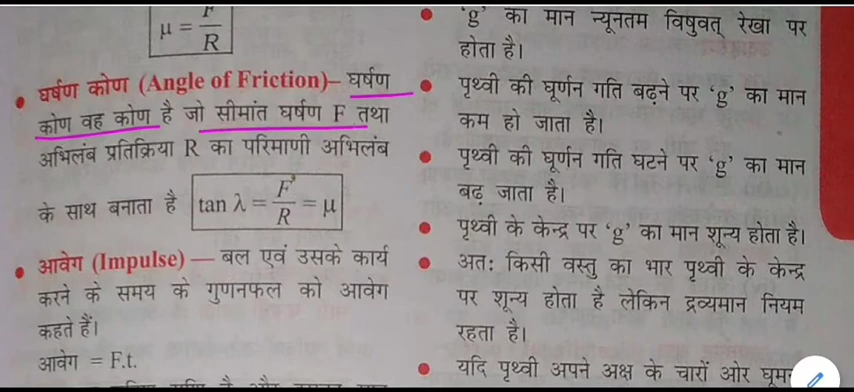 μ = F/R
• घर्षण कोण (Angle of Friction)– घर्षण
कोण वह कोण है जो सीमांत घर्षण F तथा
अभिलंब प्रतिक्रिया R का परिमाणी अभिलंब
के साथ बनाता है tan λ = F/R = μ
• आवेग (Impulse) — बल एवं उसके कार्य
करने के समय के गुणनफल को आवेग
कहते हैं।
आवेग = F.t.
• ‘g’ का मान न्यूनतम विषुवत् रेखा पर
होता है।
• पृथ्वी की घूर्णन गति बढ़ने पर ‘g’ का मान
कम हो जाता है।
• पृथ्वी की घूर्णन गति घटने पर ‘g’ का मान
बढ़ जाता है।
• पृथ्वी के केन्द्र पर ‘g’ का मान शून्य होता है।
• अतः किसी वस्तु का भार पृथ्वी के केन्द्र
पर शून्य होता है लेकिन द्रव्यमान नियम
रहता है।
• यदि पृथ्वी अपने अक्ष के चारों ओर